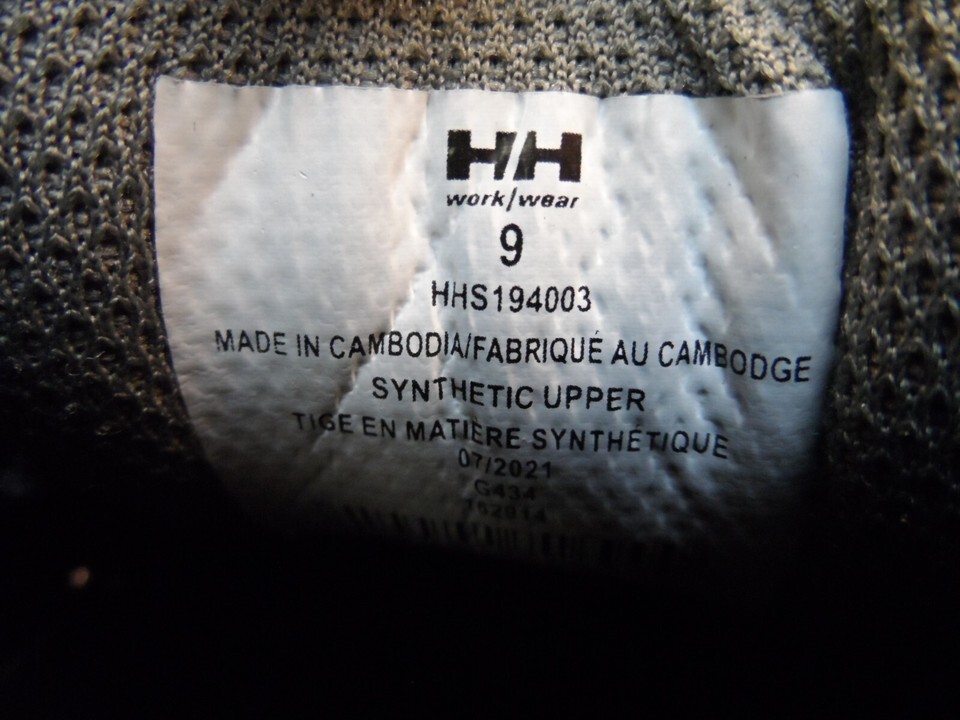 H/H
work/wear
9
HHS194003
MADE IN CAMBODIA/FABRIQUÉ AU CAMBODGE
SYNTHETIC UPPER
TIGE EN MATIÈRE SYNTHÉTIQUE
07/2021
G434